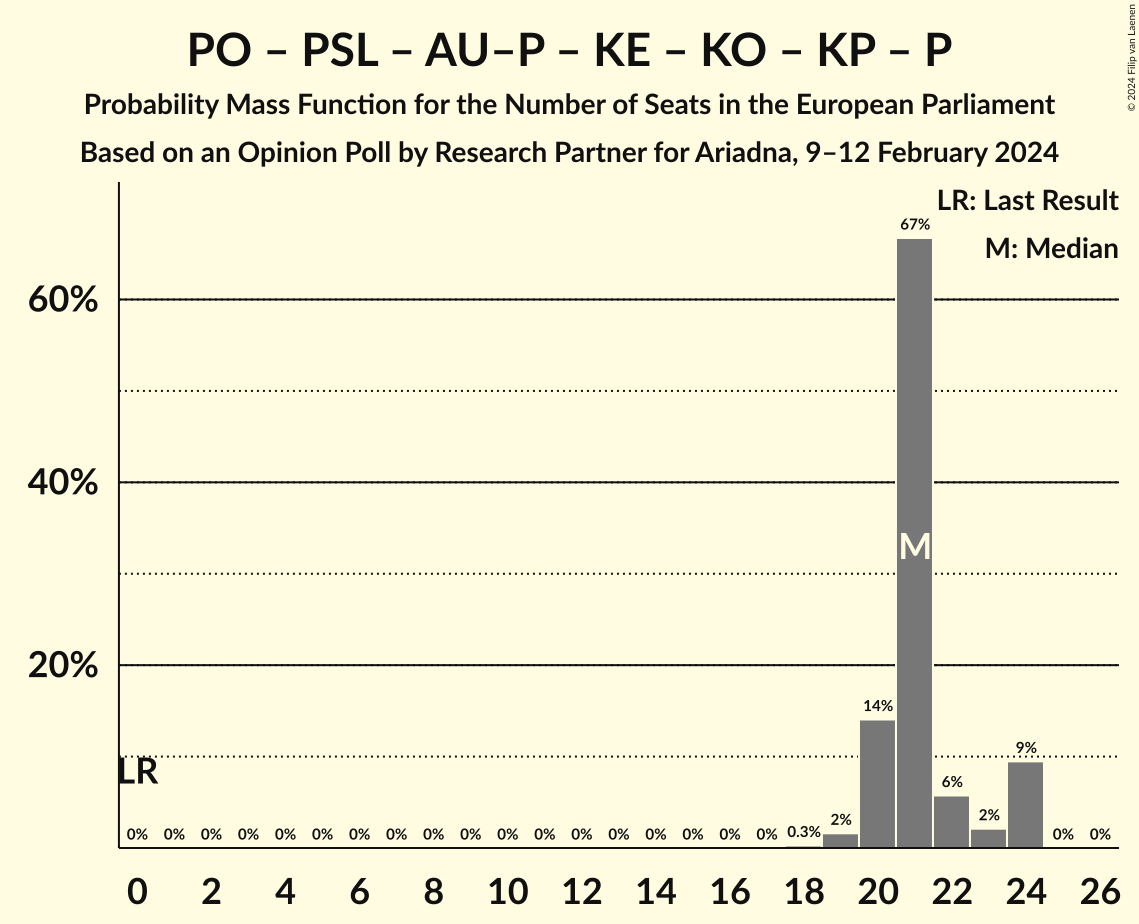 PO – PSL – AU–P – KE – KO – KP – P
Probability Mass Function for the Number of Seats in the European Parliament
Based on an Opinion Poll by Research Partner for Ariadna, 9–12 February 2024
© 2024 Filip van Laenen
LR: Last Result
M: Median
67%
60%
40%
M
20%
14%
9%
LR
6%
2%
2%
0% 0% 0% 0% 0% 0% 0% 0% 0% 0% 0% 0% 0% 0% 0% 0% 0% 0% 0.3% 0% 0%
0 2 4 6 8 10 12 14 16 18 20 22 24 26